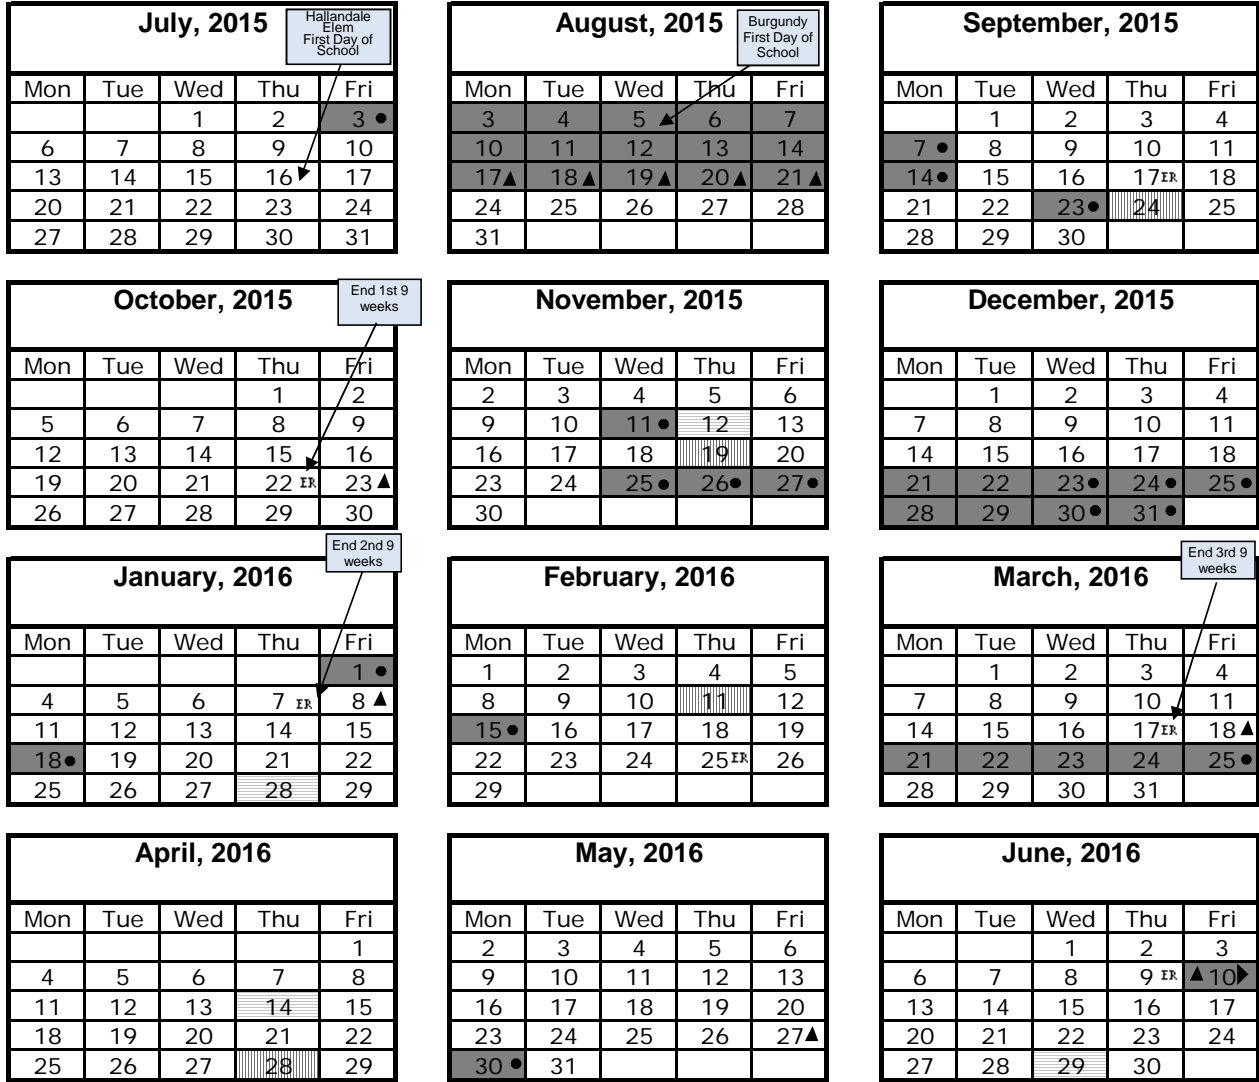 July, 2015
Hallandale
Elem
First Day of
School
Mon Tue Wed Thu Fri
1 2 3 ●
6 7 8 9 10
13 14 15 16 17
20 21 22 23 24
27 28 29 30 31
August, 2015
Burgundy
First Day of
School
Mon Tue Wed Thu Fri
3 4 5 6 7
10 11 12 13 14
17▲ 18▲ 19▲ 20▲ 21▲
24 25 26 27 28
31
September, 2015
Mon Tue Wed Thu Fri
1 2 3 4
7 ● 8 9 10 11
14● 15 16 17ER 18
21 22 23● 24 25
28 29 30
October, 2015
End 1st 9
weeks
Mon Tue Wed Thu Fri
1 2
5 6 7 8 9
12 13 14 15 16
19 20 21 22 ER 23▲
26 27 28 29 30
November, 2015
Mon Tue Wed Thu Fri
2 3 4 5 6
9 10 11● 12 13
16 17 18 19 20
23 24 25● 26● 27●
30
December, 2015
Mon Tue Wed Thu Fri
1 2 3 4
7 8 9 10 11
14 15 16 17 18
21 22 23● 24● 25●
28 29 30● 31●
January, 2016
End 2nd 9
weeks
Mon Tue Wed Thu Fri
1 ●
4 5 6 7 ER 8▲
11 12 13 14 15
18● 19 20 21 22
25 26 27 28 29
February, 2016
Mon Tue Wed Thu Fri
1 2 3 4 5
8 9 10 11 12
15● 16 17 18 19
22 23 24 25ER 26
29
March, 2016
End 3rd 9
weeks
Mon Tue Wed Thu Fri
1 2 3 4
7 8 9 10 11
14 15 16 17ER 18▲
21 22 23 24 25●
28 29 30 31
April, 2016
Mon Tue Wed Thu Fri
1
4 5 6 7 8
11 12 13 14 15
18 19 20 21 22
25 26 27 28 29
May, 2016
Mon Tue Wed Thu Fri
2 3 4 5 6
9 10 11 12 13
16 17 18 19 20
23 24 25 26 27▲
30 ● 31
June, 2016
Mon Tue Wed Thu Fri
1 2 3
6 7 8 9 ER ▲10▶
13 14 15 16 17
20 21 22 23 24
27 28 29 30